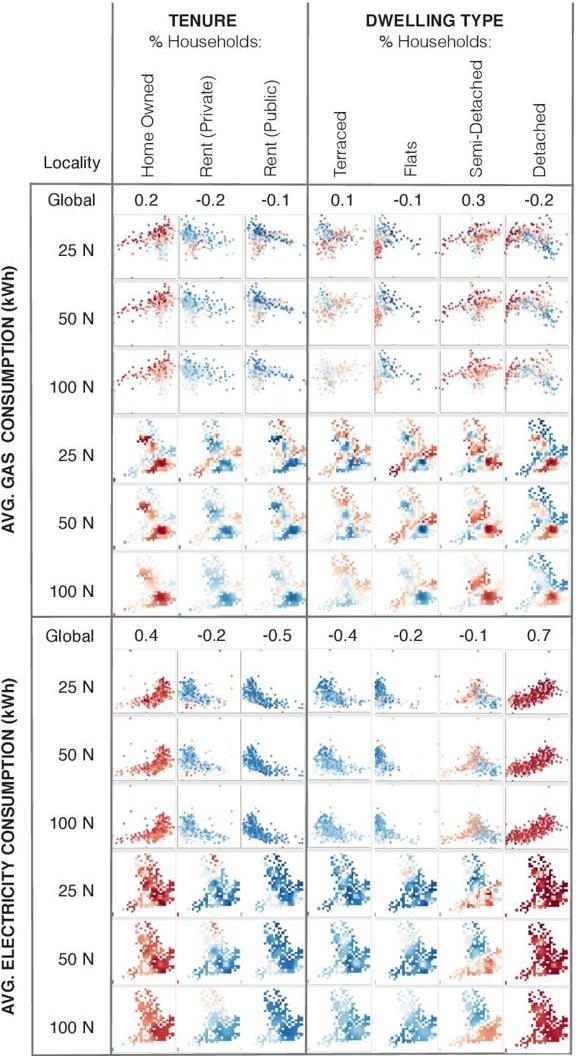 TENURE
% Households:
DWELLING TYPE
% Households:
Locality
Home Owned
Rent (Private)
Rent (Public)
Terraced
Flats
Semi-Detached
Detached
AVG. GAS CONSUMPTION (kWh)
Global 0.2 -0.2 -0.1 0.1 -0.1 0.3 -0.2
25 N
50 N
100 N
25 N
50 N
100 N
AVG. ELECTRICITY CONSUMPTION (kWh)
Global 0.4 -0.2 -0.5 -0.4 -0.2 -0.1 0.7
25 N
50 N
100 N
25 N
50 N
100 N